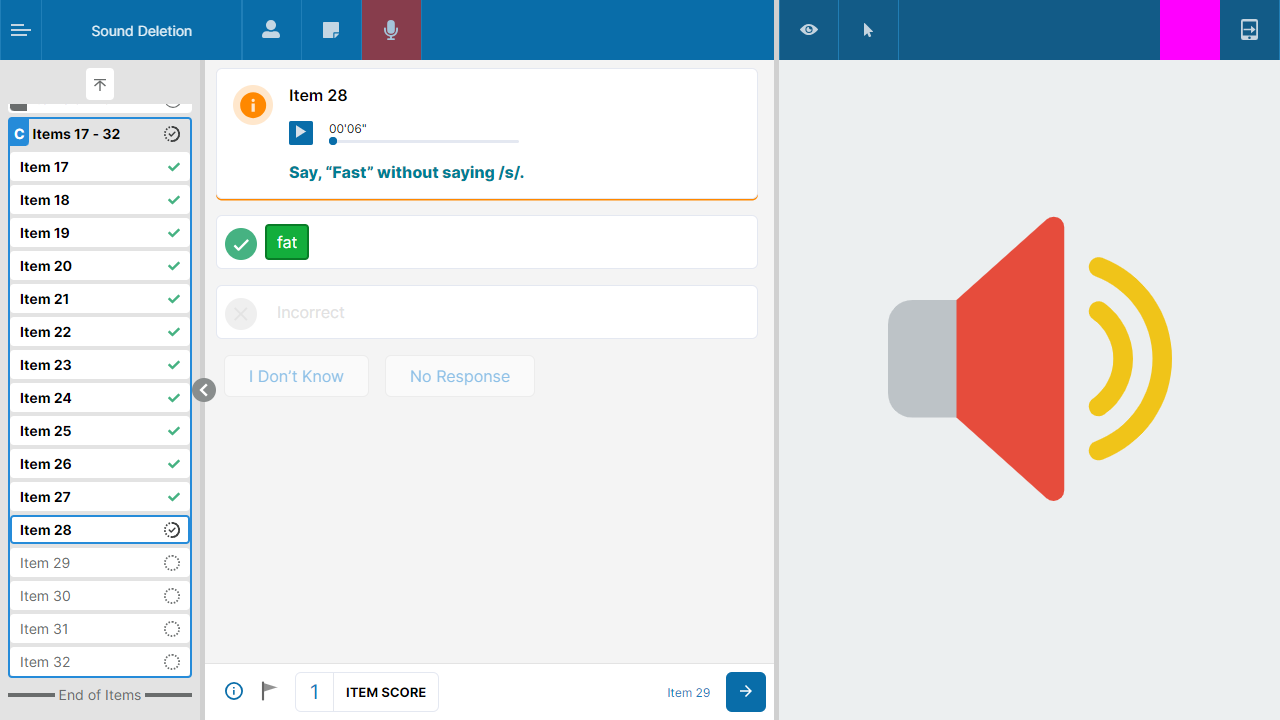 Sound Deletion
C Items 17 - 32
Item 17
Item 18
Item 19
Item 20
Item 21
Item 22
Item 23
Item 24
Item 25
Item 26
Item 27
Item 28
Item 29
Item 30
Item 31
Item 32
End of Items
Item 28
00'06"
Say, “Fast” without saying /s/.
fat
Incorrect
I Don’t Know
No Response
1 ITEM SCORE
Item 29